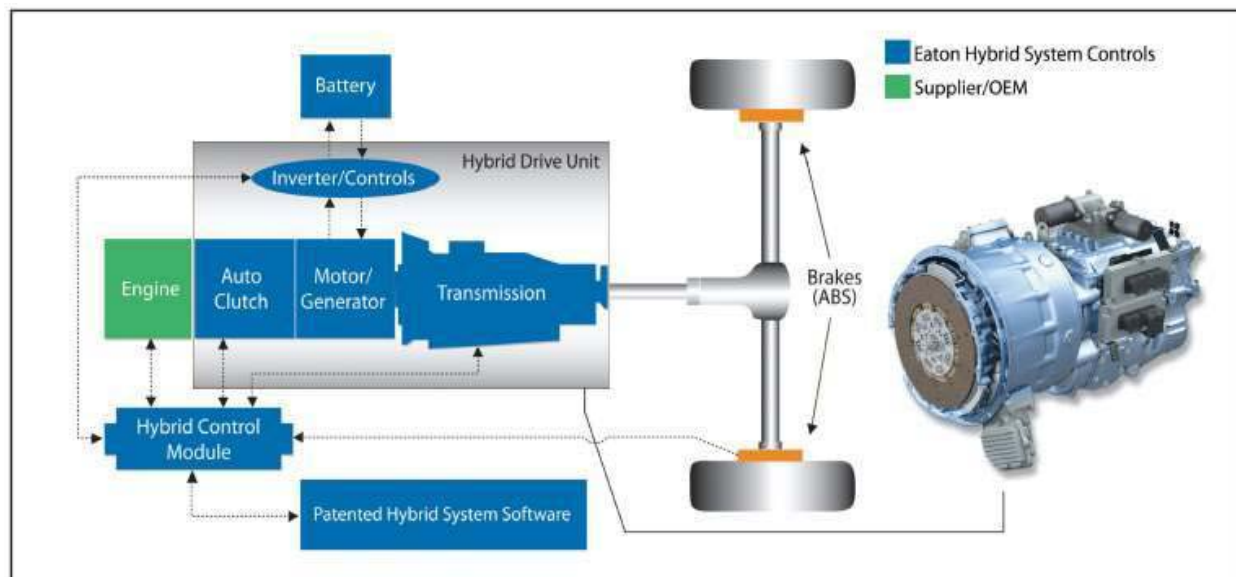 Eaton Hybrid System Controls
Supplier/OEM
Battery
Hybrid Drive Unit
Inverter/Controls
Engine
Auto
Clutch
Motor/
Generator
Transmission
Brakes
(ABS)
Hybrid Control
Module
Patented Hybrid System Software